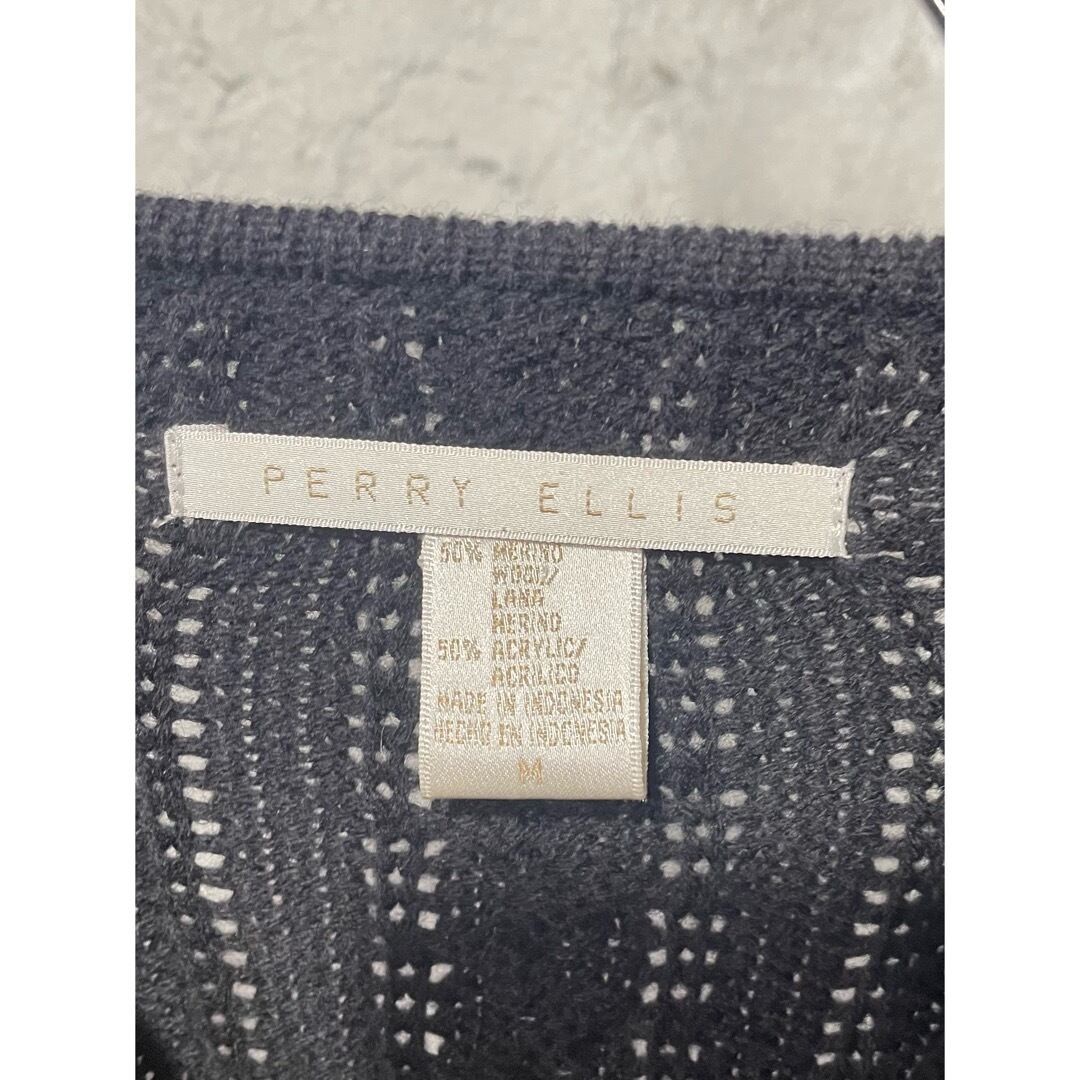 PERRY ELLIS
50% MERINO
WOOL/
LANA
MERINO
50% ACRYLIC/
ACRILICO
MADE IN INDONESIA
HECHO EN INDONESIA
M